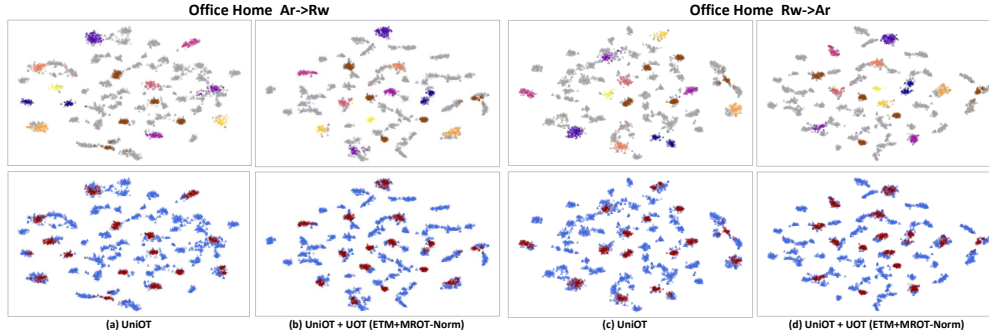 Office Home Ar->Rw
Office Home Rw->Ar
(a) UniOT
(b) UniOT + UOT (ETM+MROT-Norm)
(c) UniOT
(d) UniOT + UOT (ETM+MROT-Norm)